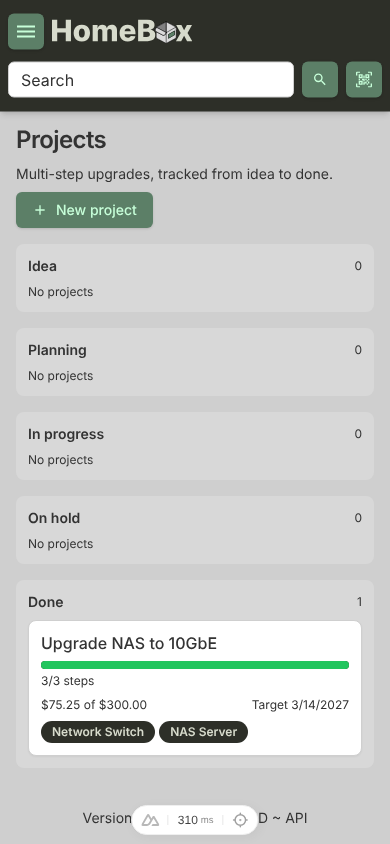 HomeBox
Search
Projects
Multi-step upgrades, tracked from idea to done.
+ New project
Idea 0
No projects
Planning 0
No projects
In progress 0
No projects
On hold 0
No projects
Done 1
Upgrade NAS to 10GbE
3/3 steps
$75.25 of $300.00 Target 3/14/2027
Network Switch NAS Server
Version 310 ms D ~ API